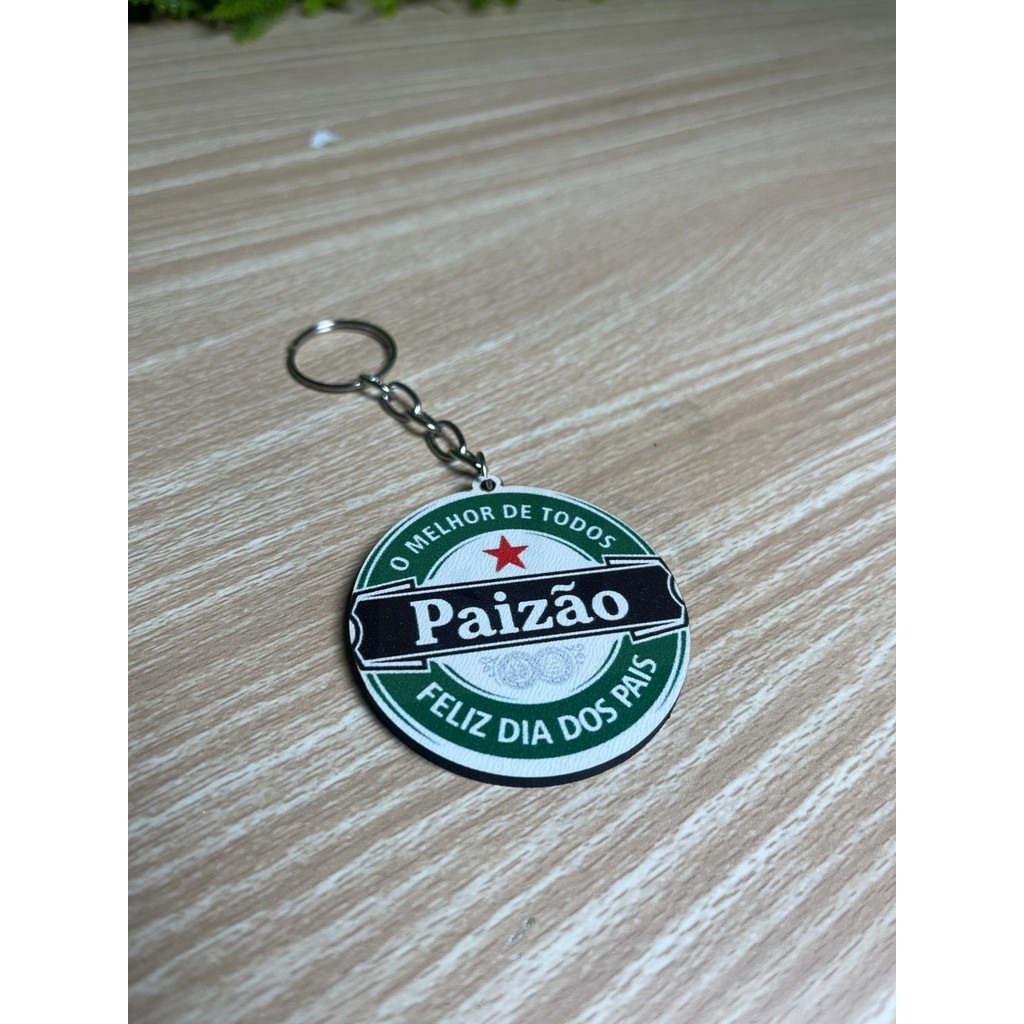 O MELHOR DE TODOS
Paizão
FELIZ DIA DOS PAIS